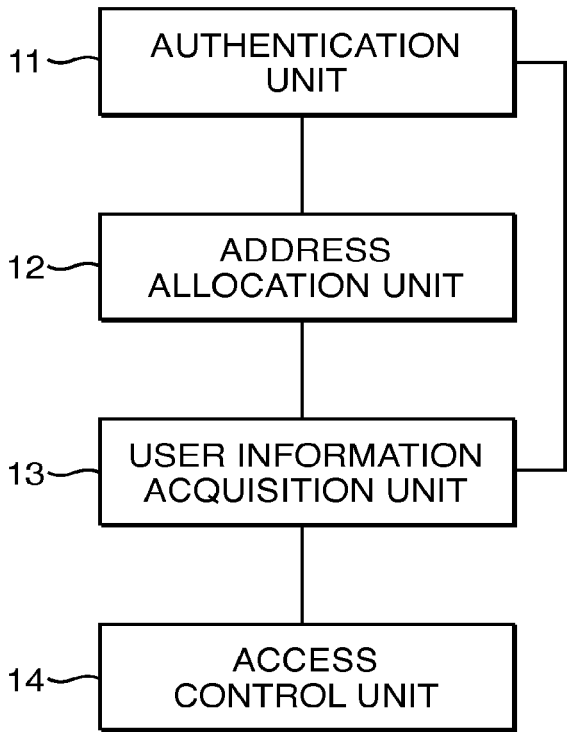 11
AUTHENTICATION
UNIT
12
ADDRESS
ALLOCATION UNIT
13
USER INFORMATION
ACQUISITION UNIT
14
ACCESS
CONTROL UNIT